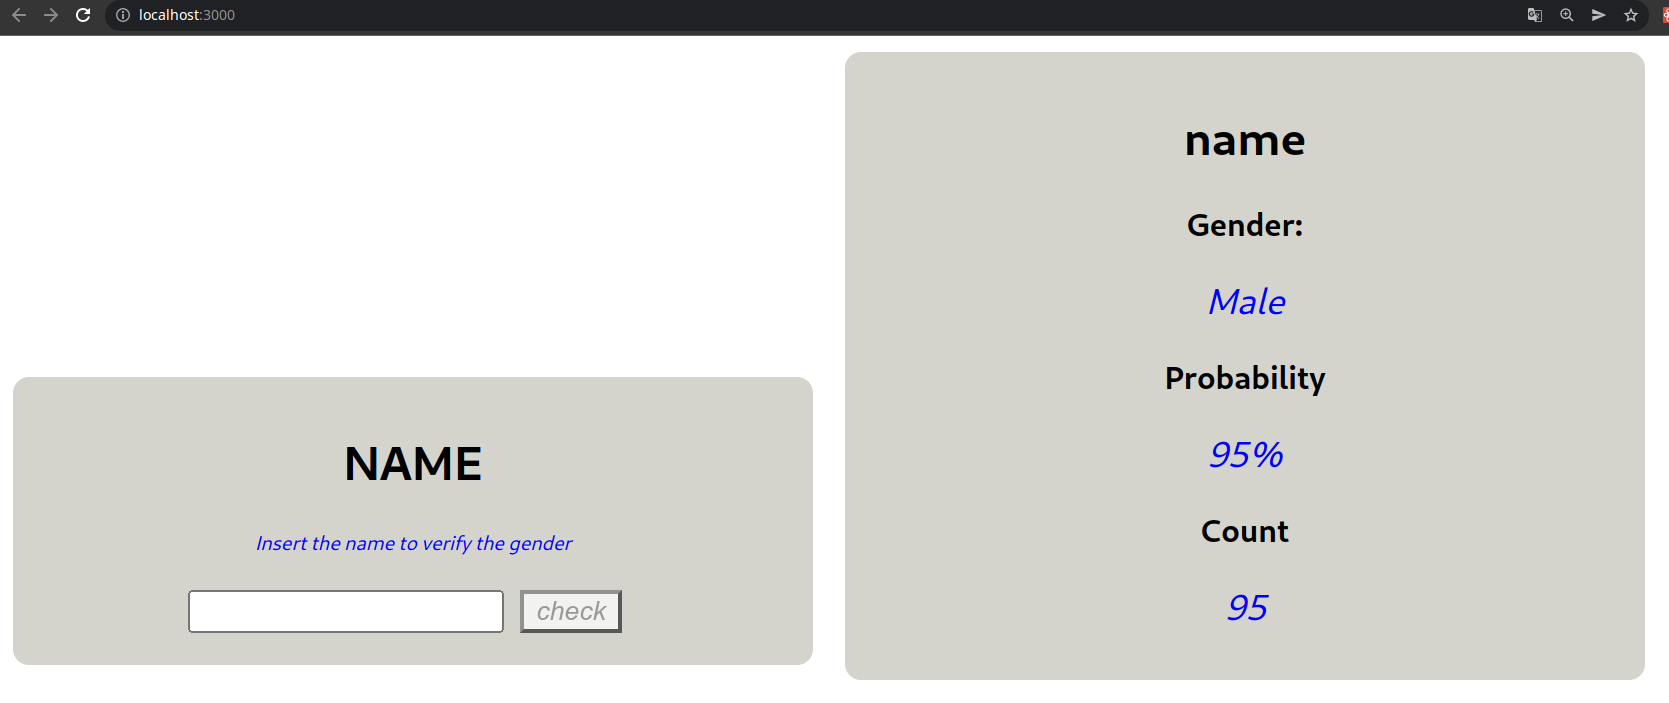 localhost:3000
NAME
Insert the name to verify the gender
check
name
Gender:
Male
Probability
95%
Count
95